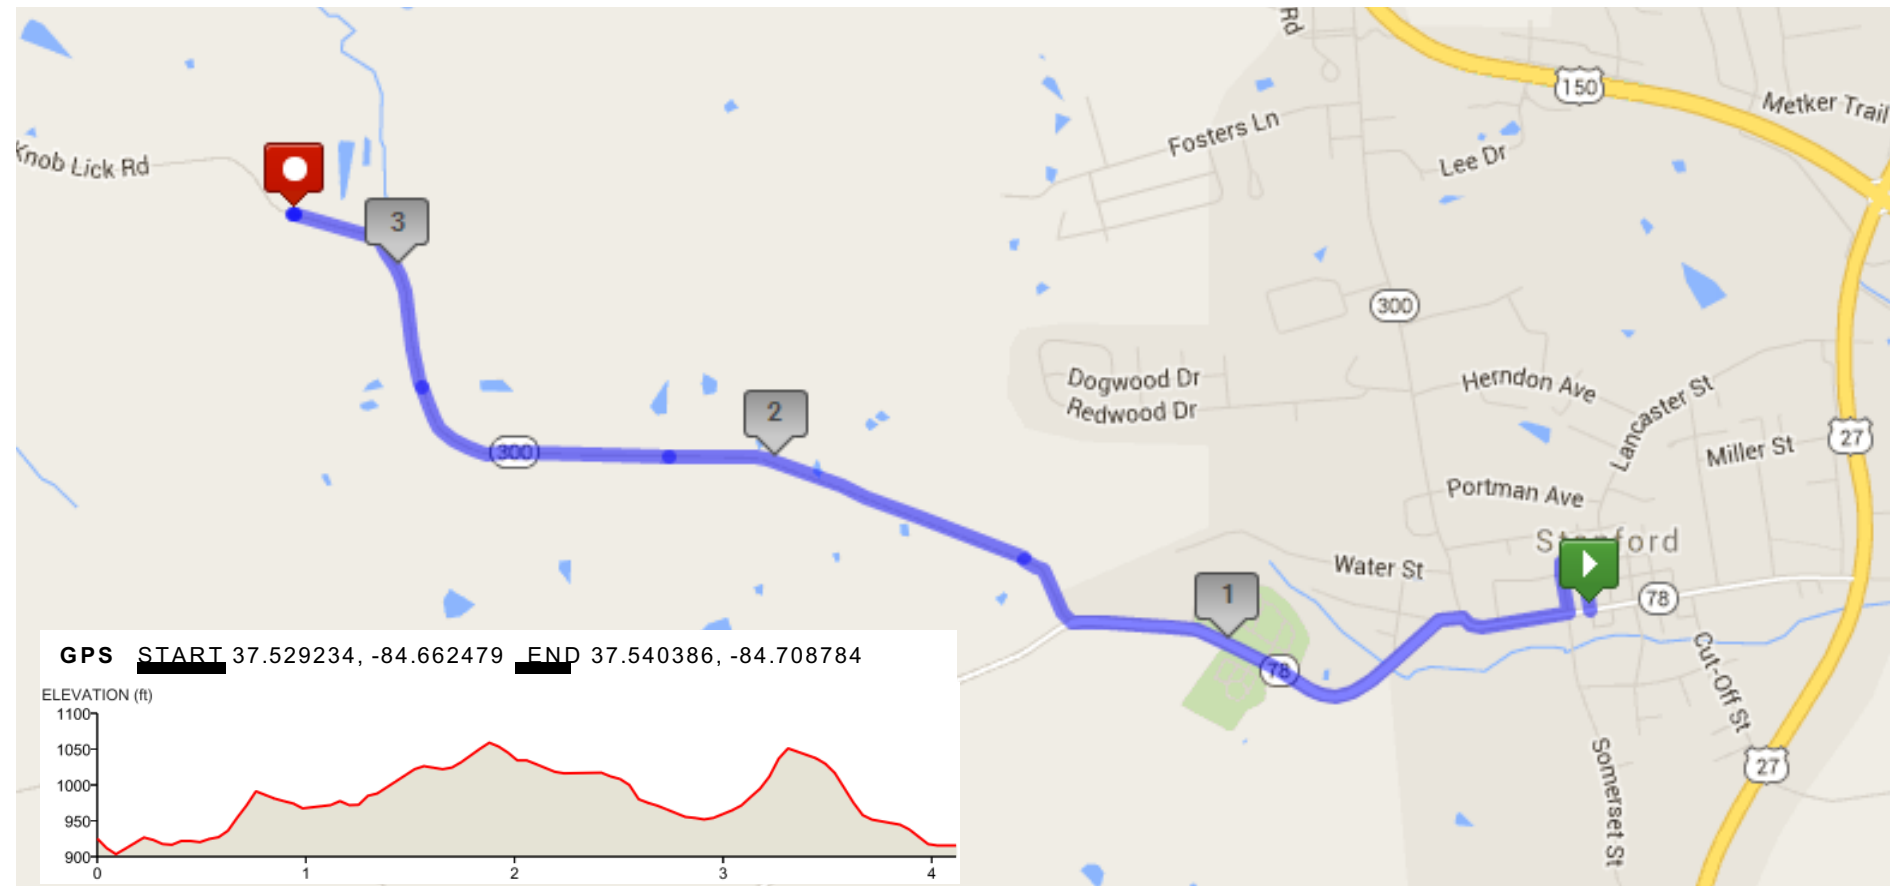 Rd
150
Metker Trail
Fosters Ln
Lee Dr
Knob Lick Rd
3
300
Dogwood Dr
Redwood Dr
Herndon Ave
Lancaster St
2
27
Miller St
300
Portman Ave
Water St
1
78
78
Cut-Off St
Somerset St
27
GPS START 37.529234, -84.662479 END 37.540386, -84.708784
ELEVATION (ft)
1100
1050
1000
950
900
0 1 2 3 4